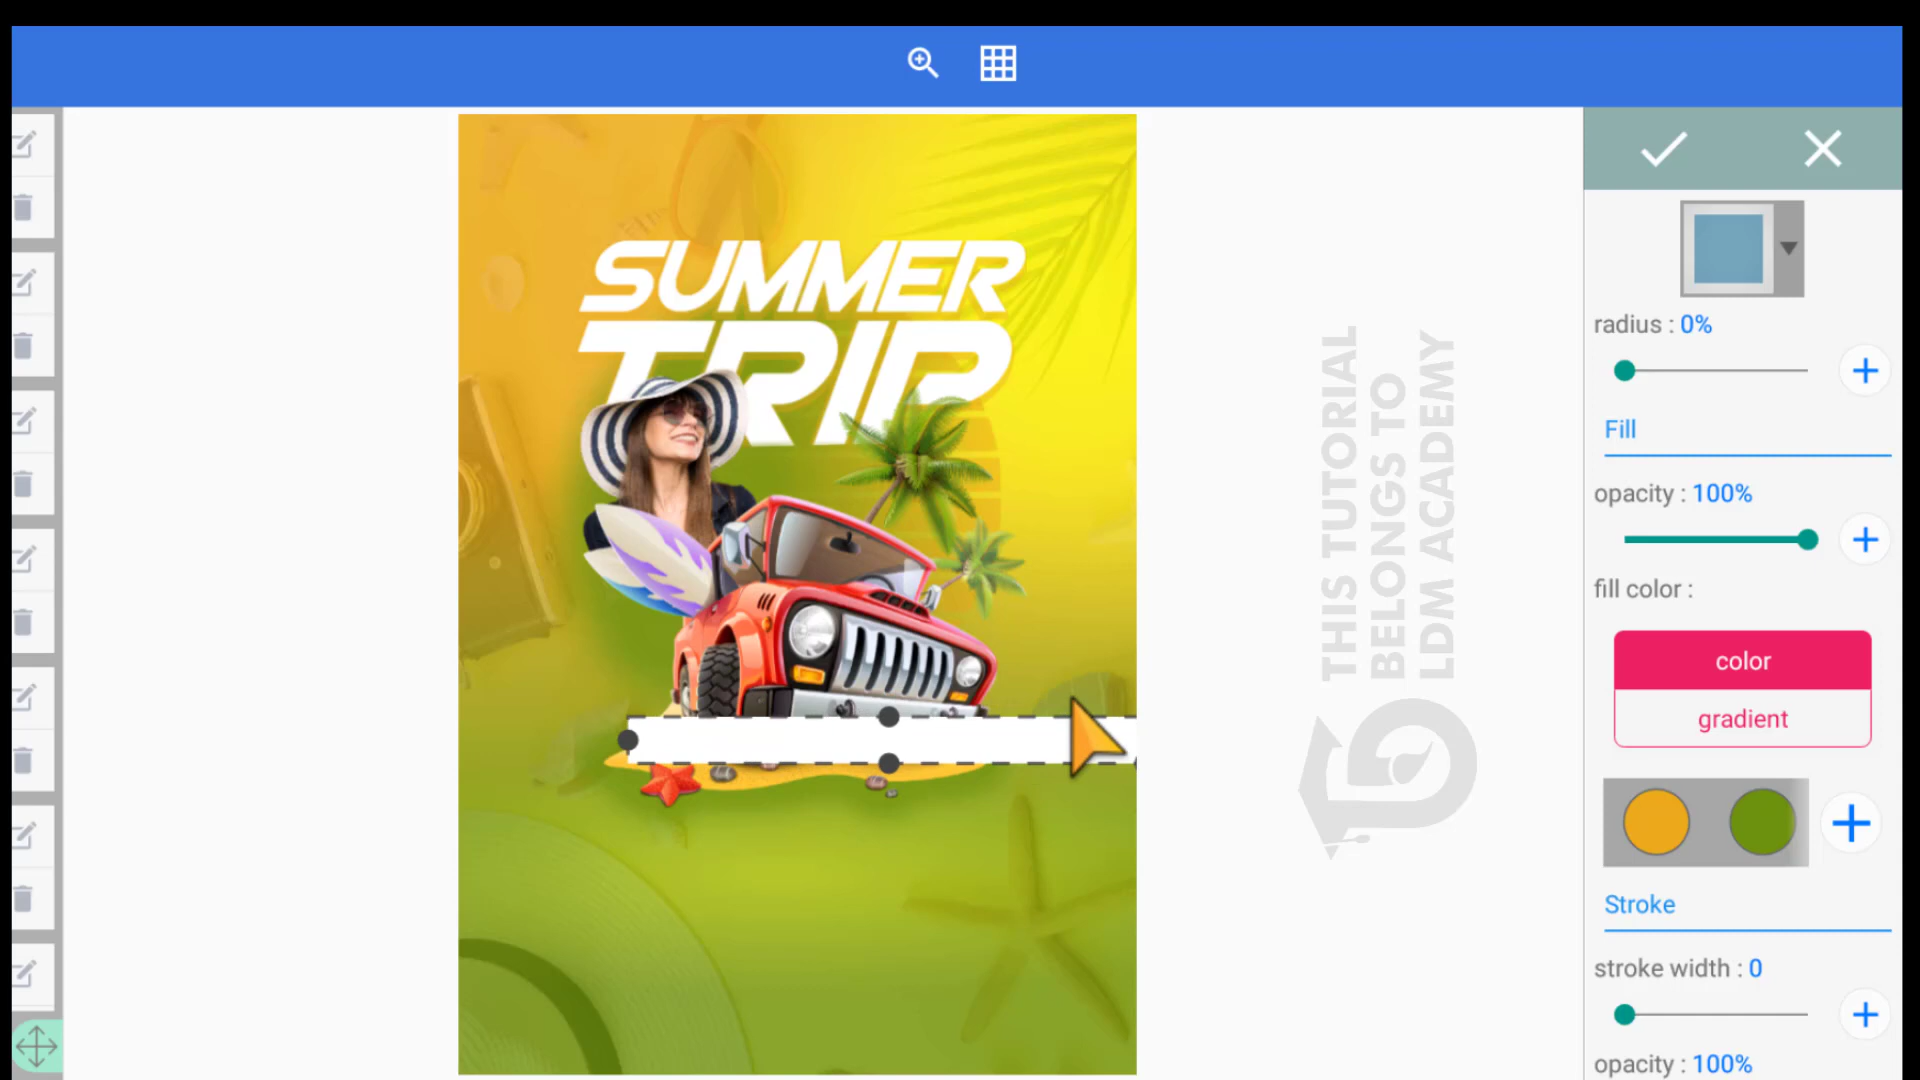 SUMMER
TRIP
THIS TUTORIAL
BELONGS TO
LDM ACADEMY
radius : 0%
Fill
opacity : 100%
fill color :
color
gradient
Stroke
stroke width : 0
opacity : 100%